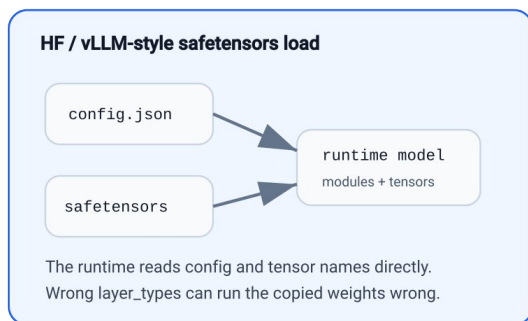 HF / vLLM-style safetensors load
config.json
safetensors
runtime model
modules + tensors
The runtime reads config and tensor names directly.
Wrong layer_types can run the copied weights wrong.